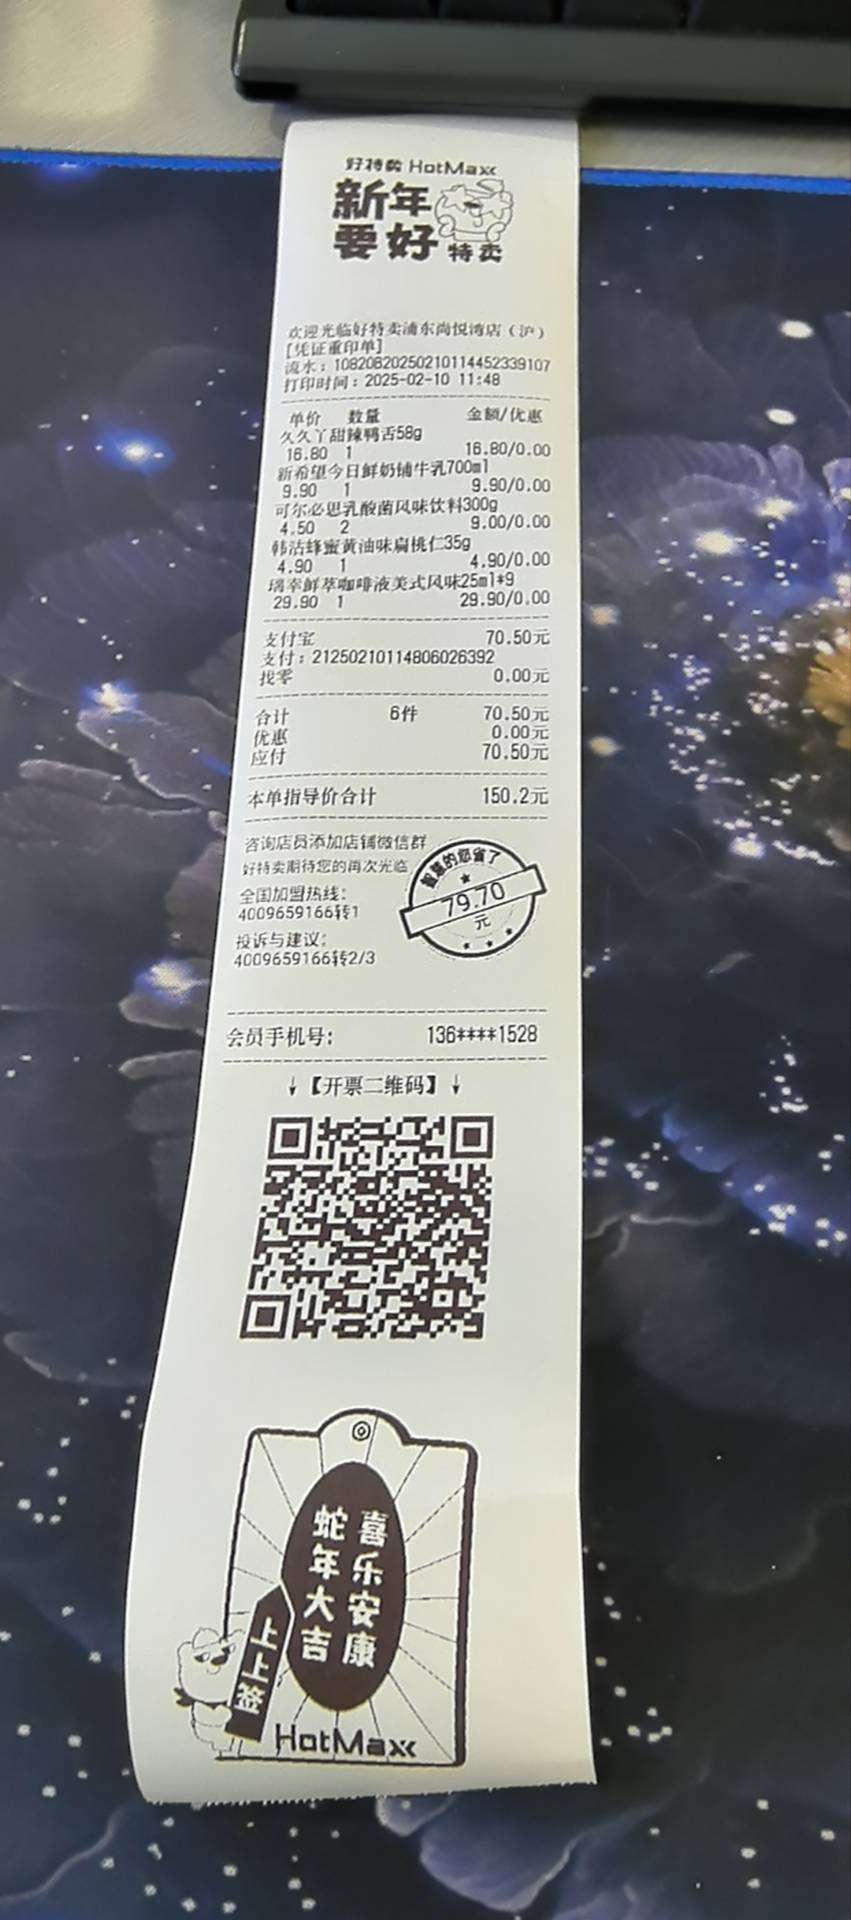 好特卖 HotMaxx
新年
要好 特卖
欢迎光临好特卖浦东尚悦湾店（沪）
[凭证重印单]
流水：10820820250210114452339107
打印时间：2025-02-10 11:48
单价 数量 金额/优惠
久久丫甜辣鸭舌58g
16.80 1 16.80/0.00
新希望今日鲜奶铺牛乳700ml
9.90 1 9.90/0.00
可尔必思乳酸菌风味饮料300g
4.50 2 9.00/0.00
韩沽蜂蜜黄油味扁桃仁35g
4.90 1 4.90/0.00
瑞幸鲜萃咖啡液美式风味25ml*9
29.90 1 29.90/0.00
支付宝 70.50元
支付：21250210114806026392
找零 0.00元
合计 6件 70.50元
优惠 0.00元
应付 70.50元
本单指导价合计 150.2元
咨询店员添加店铺微信群
好特卖期待您的再次光临
全国加盟热线：
4009659166转1
投诉与建议：
4009659166转2/3
智慧的您省了
79.70
元
会员手机号： 136****1528
↓【开票二维码】↓
喜乐安康
蛇年大吉
上上签
HotMaxx